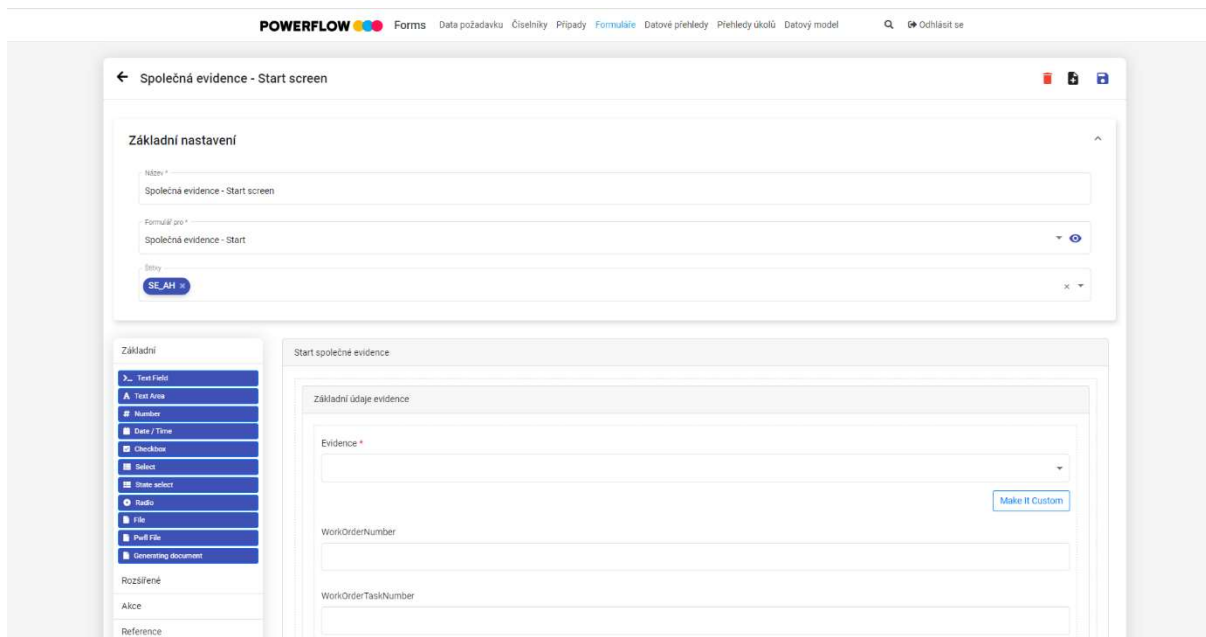 POWERFLOW Forms Data požadavku Číselníky Případy Formuláře Datové přehledy Přehledy úkolů Datový model Odhlásit se
Společná evidence - Start screen
Základní nastavení
Název *
Společná evidence - Start screen
Formulář pro *
Společná evidence - Start
Štítky
SE_AH ×
Základní
Text Field
Text Area
Number
Date / Time
Checkbox
Select
State select
Radio
File
Pwfl File
Generating document
Rozšířené
Akce
Reference
Start společné evidence
Základní údaje evidence
Evidence *
Make It Custom
WorkOrderNumber
WorkOrderTaskNumber